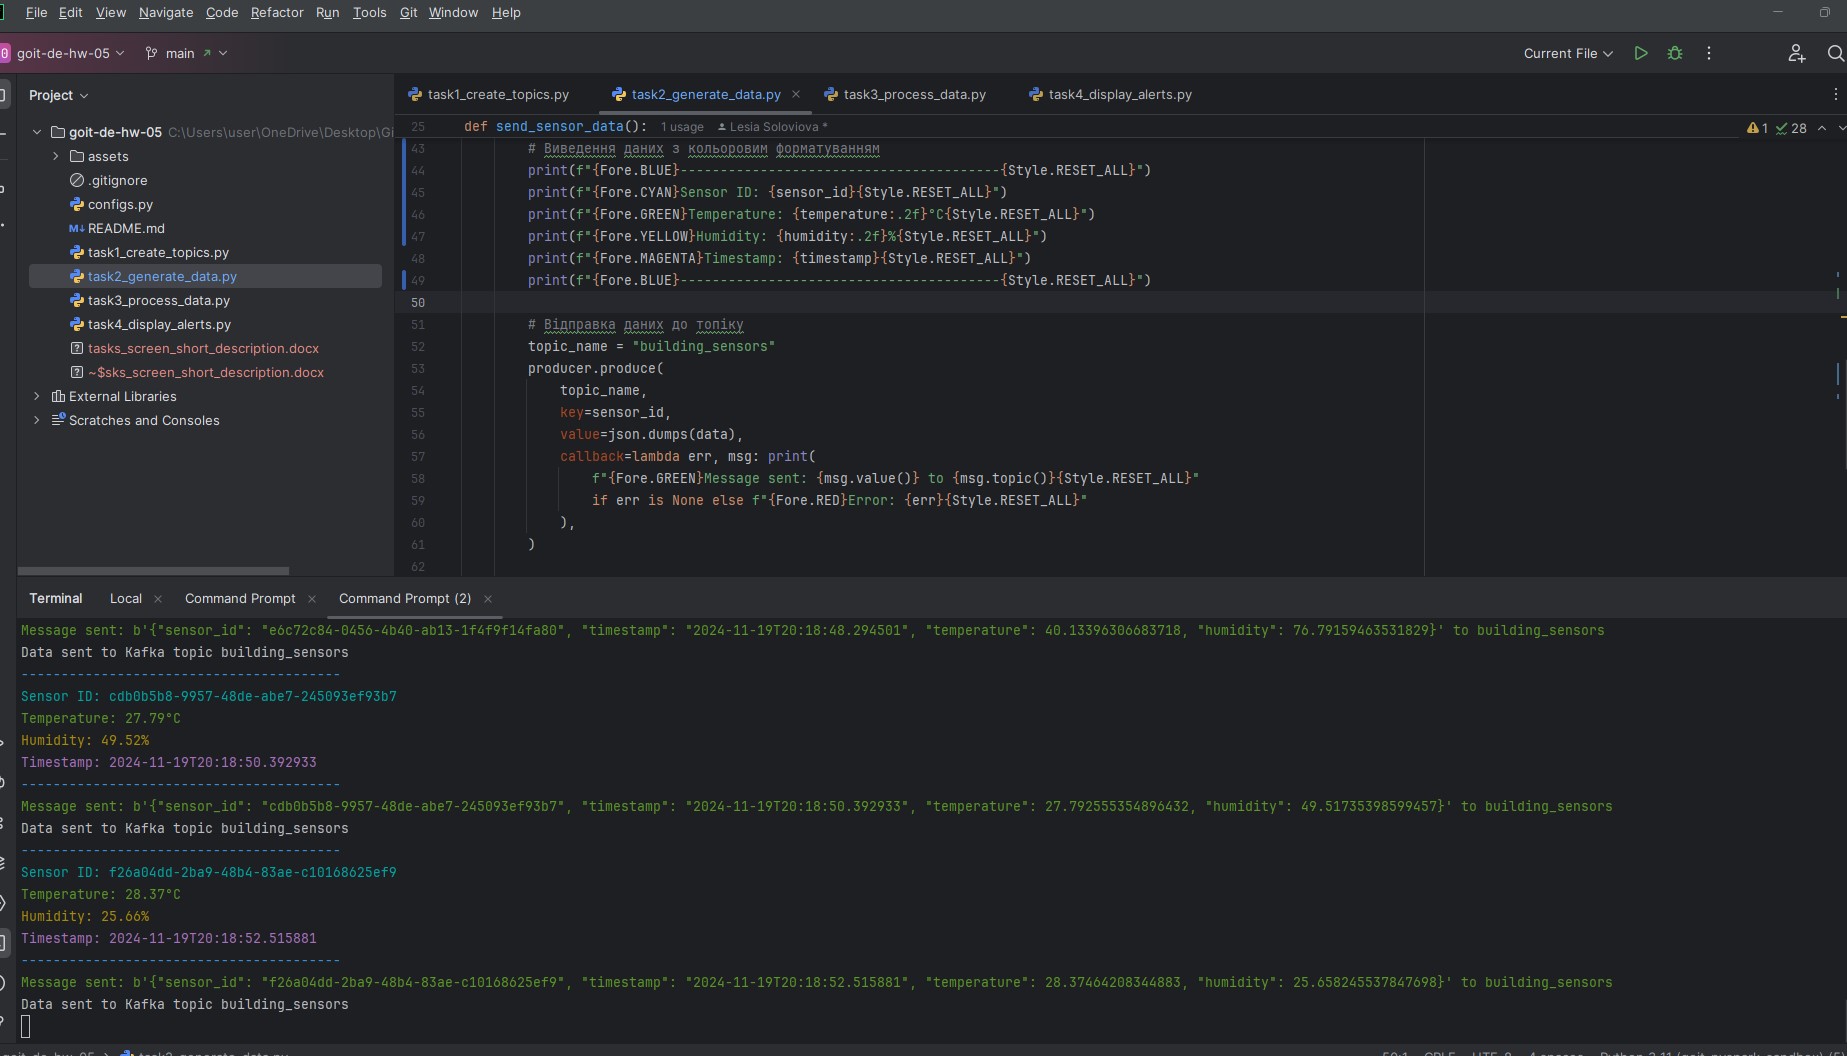 File Edit View Navigate Code Refactor Run Tools Git Window Help
goit-de-hw-05 main Current File
Project
task1_create_topics.py task2_generate_data.py task3_process_data.py task4_display_alerts.py
goit-de-hw-05 C:\Users\user\OneDrive\Desktop\Gi
assets
.gitignore
configs.py
README.md
task1_create_topics.py
task2_generate_data.py
task3_process_data.py
task4_display_alerts.py
tasks_screen_short_description.docx
~$sks_screen_short_description.docx
External Libraries
Scratches and Consoles
25 def send_sensor_data(): 1 usage Lesia Soloviova * 1 28
43 # Виведення даних з кольоровим форматуванням
44 print(f"{Fore.BLUE}----------------------------------------{Style.RESET_ALL}")
45 print(f"{Fore.CYAN}Sensor ID: {sensor_id}{Style.RESET_ALL}")
46 print(f"{Fore.GREEN}Temperature: {temperature:.2f}°C{Style.RESET_ALL}")
47 print(f"{Fore.YELLOW}Humidity: {humidity:.2f}%{Style.RESET_ALL}")
48 print(f"{Fore.MAGENTA}Timestamp: {timestamp}{Style.RESET_ALL}")
49 print(f"{Fore.BLUE}----------------------------------------{Style.RESET_ALL}")
50
51 # Відправка даних до топіку
52 topic_name = "building_sensors"
53 producer.produce(
54 topic_name,
55 key=sensor_id,
56 value=json.dumps(data),
57 callback=lambda err, msg: print(
58 f"{Fore.GREEN}Message sent: {msg.value()} to {msg.topic()}{Style.RESET_ALL}"
59 if err is None else f"{Fore.RED}Error: {err}{Style.RESET_ALL}"
60 ),
61 )
62
Terminal Local Command Prompt Command Prompt (2)
Message sent: b'{"sensor_id": "e6c72c84-0456-4b40-ab13-1f4f9f14fa80", "timestamp": "2024-11-19T20:18:48.294501", "temperature": 40.13396306683718, "humidity": 76.79159463531829}' to building_sensors
Data sent to Kafka topic building_sensors
----------------------------------------
Sensor ID: cdb0b5b8-9957-48de-abe7-245093ef93b7
Temperature: 27.79°C
Humidity: 49.52%
Timestamp: 2024-11-19T20:18:50.392933
----------------------------------------
Message sent: b'{"sensor_id": "cdb0b5b8-9957-48de-abe7-245093ef93b7", "timestamp": "2024-11-19T20:18:50.392933", "temperature": 27.792555354896432, "humidity": 49.51735398599457}' to building_sensors
Data sent to Kafka topic building_sensors
----------------------------------------
Sensor ID: f26a04dd-2ba9-48b4-83ae-c10168625ef9
Temperature: 28.37°C
Humidity: 25.66%
Timestamp: 2024-11-19T20:18:52.515881
----------------------------------------
Message sent: b'{"sensor_id": "f26a04dd-2ba9-48b4-83ae-c10168625ef9", "timestamp": "2024-11-19T20:18:52.515881", "temperature": 28.37464208344883, "humidity": 25.658245537847698}' to building_sensors
Data sent to Kafka topic building_sensors